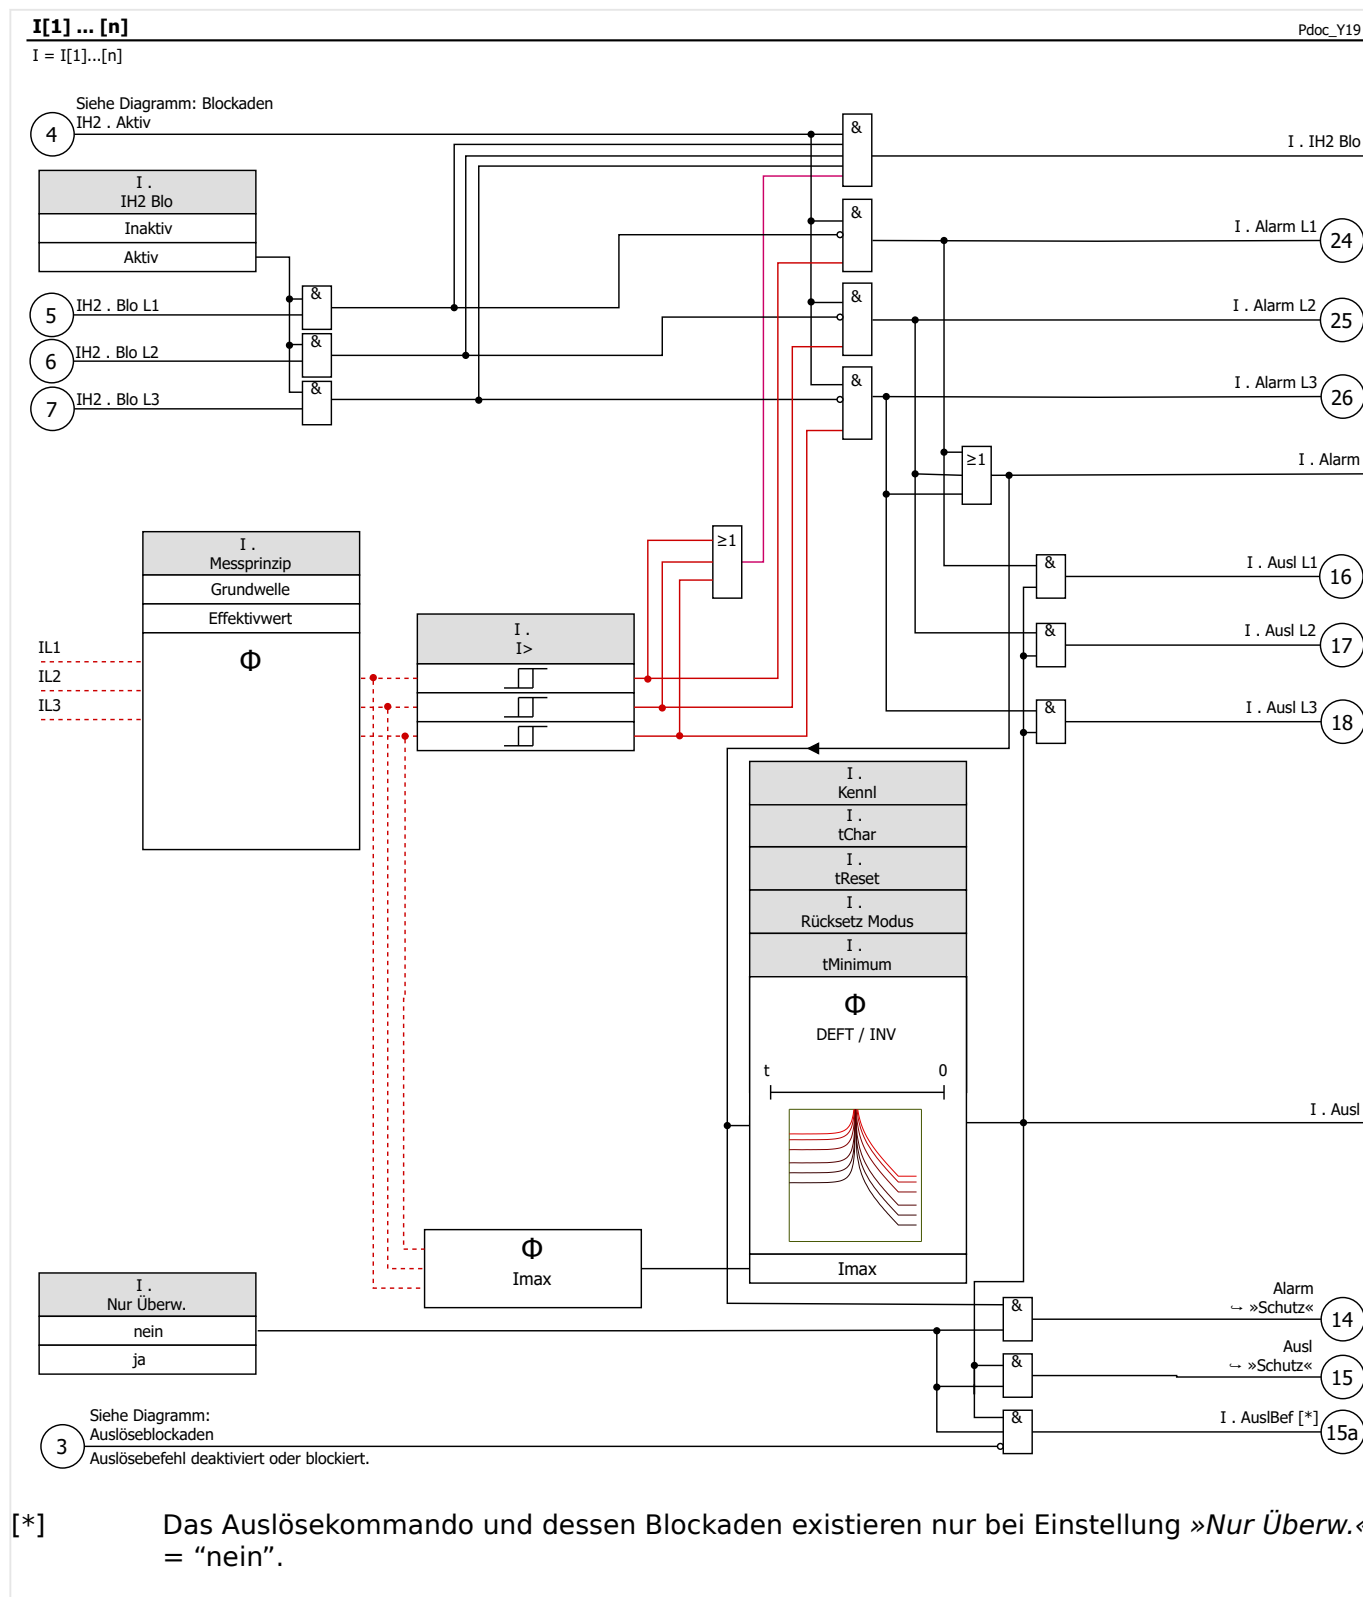 I[1] ... [n]
Pdoc_Y19
I = I[1]...[n]
Siehe Diagramm: Blockaden
4
IH2 . Aktiv
&
I . IH2 Blo
I .
IH2 Blo
Inaktiv
Aktiv
&
I . Alarm L1
24
&
5
IH2 . Blo L1
&
I . Alarm L2
25
&
6
IH2 . Blo L2
&
I . Alarm L3
26
&
7
IH2 . Blo L3
≥1
I . Alarm
I .
Messprinzip
Grundwelle
Effektivwert
Φ
≥1
&
I . Ausl L1
16
IL1
IL2
IL3
I .
I>
&
I . Ausl L2
17
&
I . Ausl L3
18
I .
Kennl
I .
tChar
I .
tReset
I .
Rücksetz Modus
I .
tMinimum
Φ
DEFT / INV
t
0
I . Ausl
Φ
Imax
Imax
I .
Nur Überw.
nein
ja
&
Alarm
↪ »Schutz«
14
&
Ausl
↪ »Schutz«
15
Siehe Diagramm:
Auslöseblockaden
3
Auslösebefehl deaktiviert oder blockiert.
&
I . AuslBef [*]
15a
[*] Das Auslösekommando und dessen Blockaden existieren nur bei Einstellung »Nur Überw.«
= “nein”.